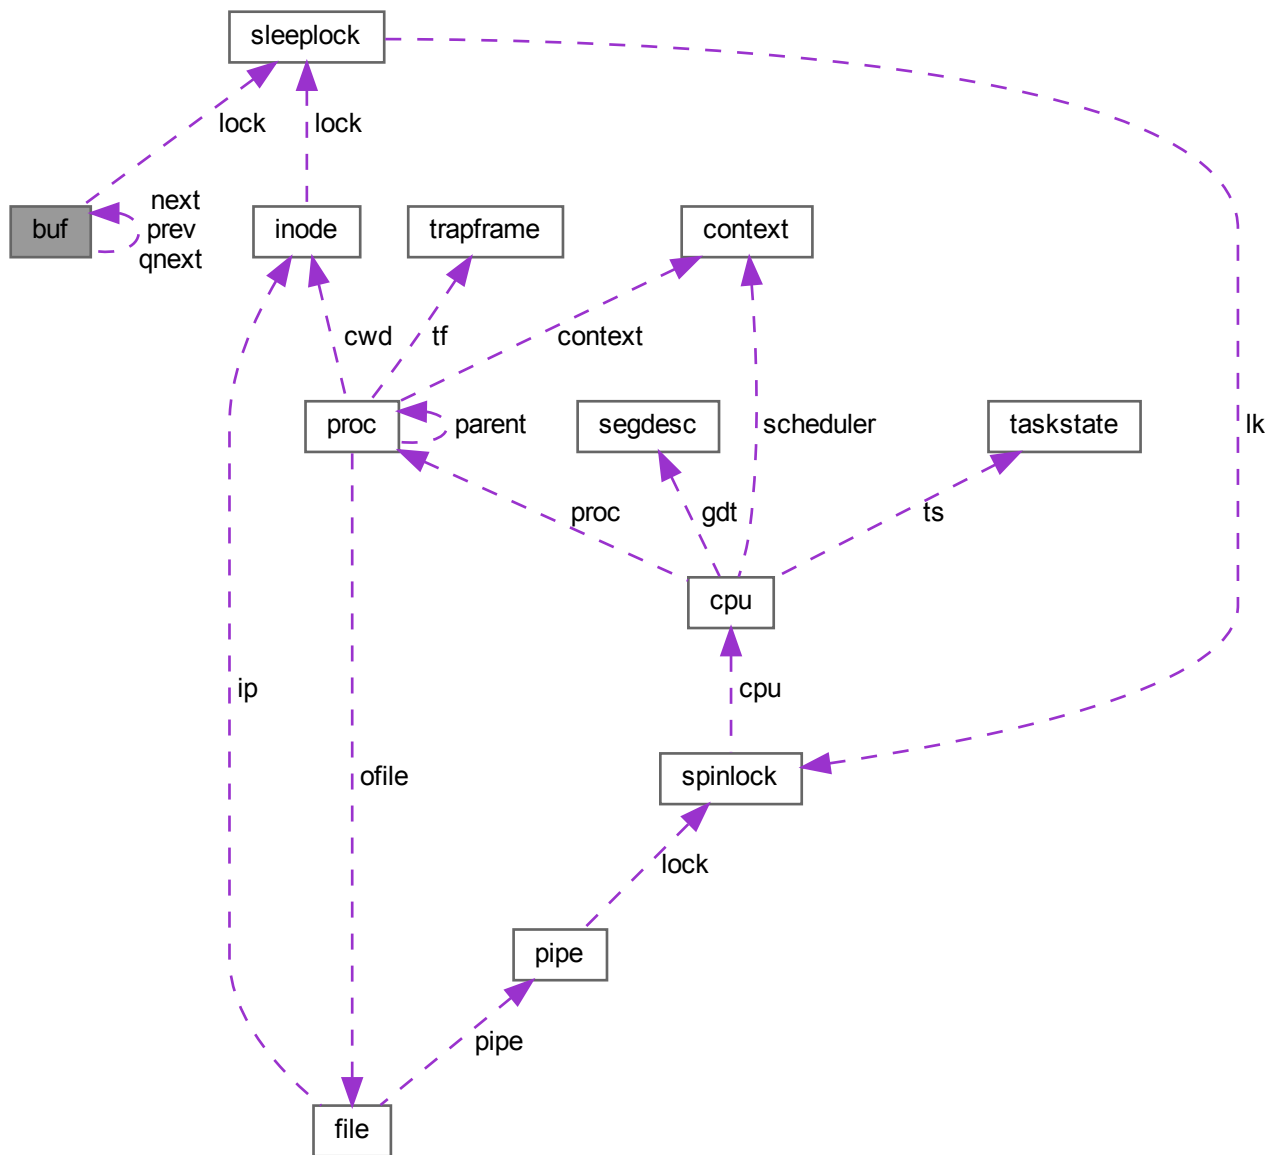 sleeplock
lock
lock
next
prev
qnext
buf
inode
trapframe
context
cwd
tf
context
proc
parent
segdesc
scheduler
taskstate
lk
proc
gdt
ts
cpu
ip
cpu
ofile
spinlock
lock
pipe
pipe
file